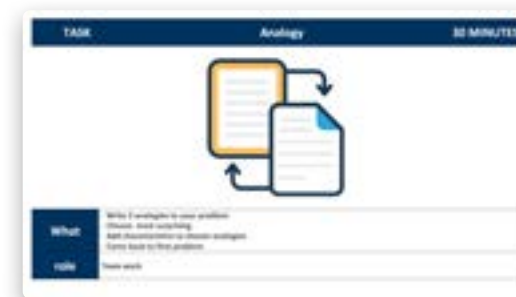 TASK Analogy 30 MINUTES
What
Write 3 analogies to your problem
Choose most surprising
Add characteristics to chosen analogies
Come back to first problem
role
Team work